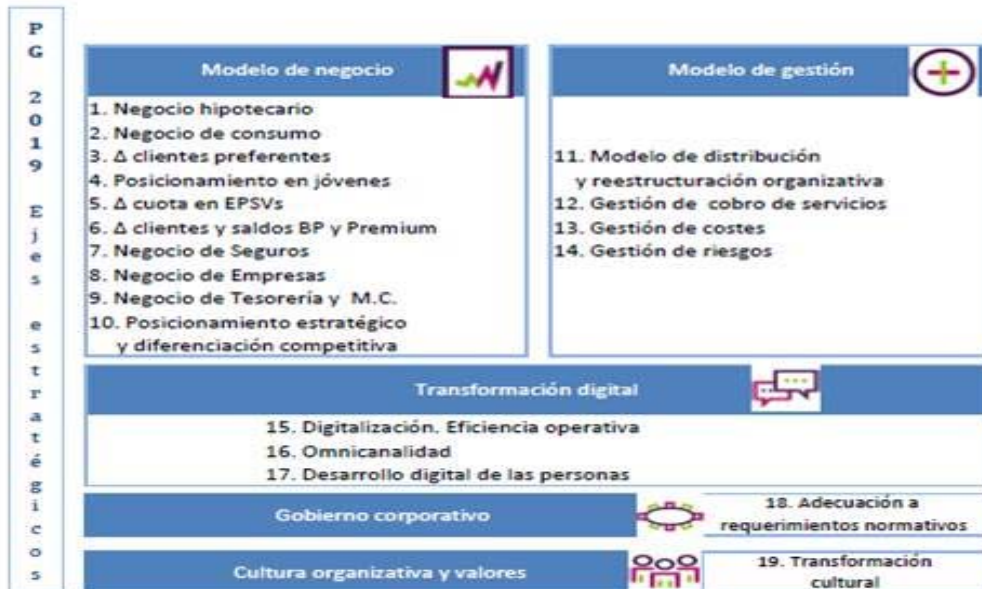 PG 2019 Ejes estratégicos
Modelo de negocio
1. Negocio hipotecario
2. Negocio de consumo
3. Δ clientes preferentes
4. Posicionamiento en jóvenes
5. Δ cuota en EPSVs
6. Δ clientes y saldos BP y Premium
7. Negocio de Seguros
8. Negocio de Empresas
9. Negocio de Tesorería y M.C.
10. Posicionamiento estratégico
y diferenciación competitiva
Modelo de gestión
11. Modelo de distribución
y reestructuración organizativa
12. Gestión de cobro de servicios
13. Gestión de costes
14. Gestión de riesgos
Transformación digital
15. Digitalización. Eficiencia operativa
16. Omnicanalidad
17. Desarrollo digital de las personas
Gobierno corporativo
18. Adecuación a
requerimientos normativos
Cultura organizativa y valores
19. Transformación
cultural